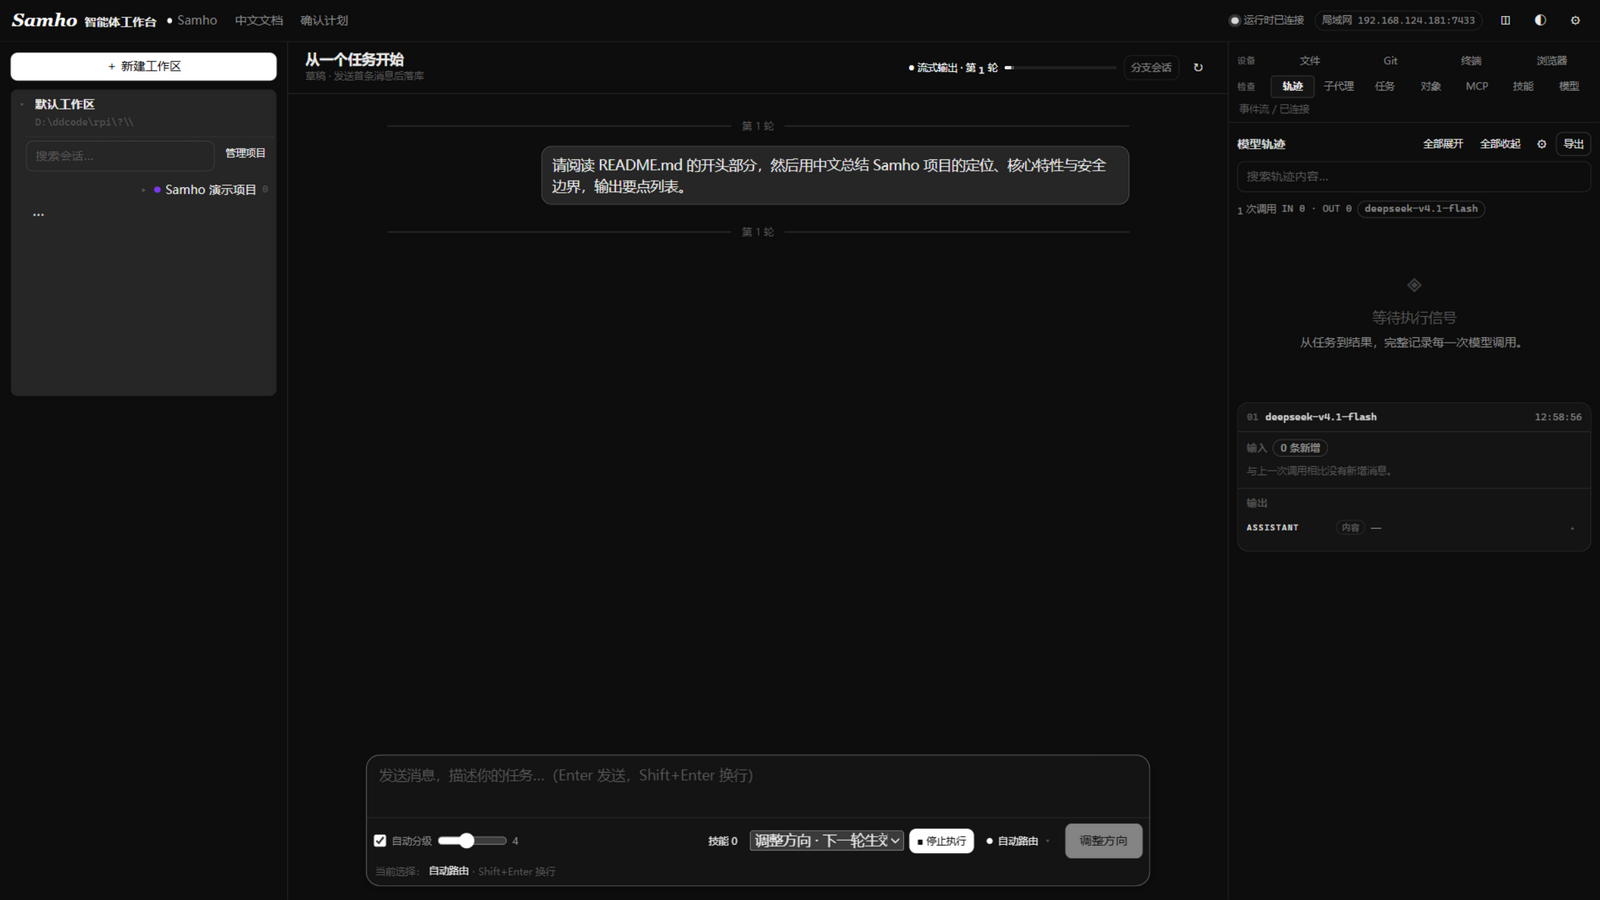 Samho 智能体工作台 ● Samho 中文文档 确认计划
运行时已连接 局域网 192.168.124.181:7433
+ 新建工作区
默认工作区
D:\ddcode\rpi\?\\
搜索会话...
管理项目
Samho 演示项目 0
...
从一个任务开始
草稿 · 发送首条消息后落库
● 流式输出 · 第 1 轮
分支会话 ↻
第 1 轮
请阅读 README.md 的开头部分，然后用中文总结 Samho 项目的定位、核心特性与安全
边界，输出要点列表。
第 1 轮
发送消息，描述你的任务...（Enter 发送，Shift+Enter 换行）
自动分级 4
技能 0
调整方向 · 下一轮生效
■ 停止执行
● 自动路由
调整方向
当前选择： 自动路由 · Shift+Enter 换行
设备 文件 Git 终端 浏览器
检查 轨迹 子代理 任务 对象 MCP 技能 模型
事件流 / 已连接
模型轨迹 全部展开 全部收起 导出
搜索轨迹内容...
1 次调用 IN 0 · OUT 0 deepseek-v4.1-flash
等待执行信号
从任务到结果，完整记录每一次模型调用。
01 deepseek-v4.1-flash 12:58:56
输入 0 条新增
与上一次调用相比没有新增消息。
输出
ASSISTANT 内容 —